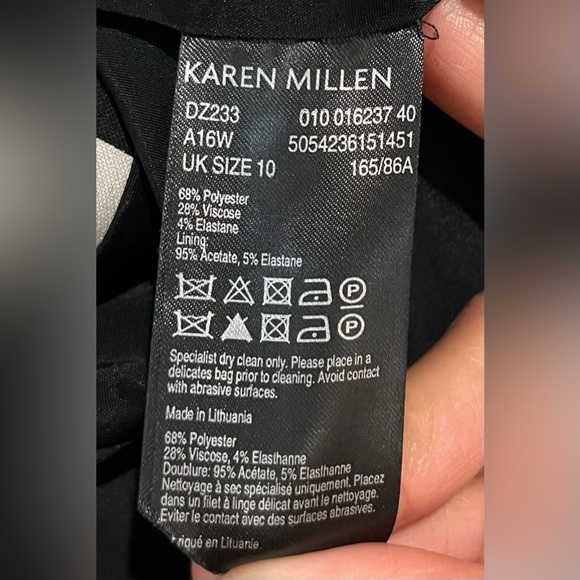 KAREN MILLEN
DZ233 010 016237 40
A16W 5054236151451
UK SIZE 10 165/86A
68% Polyester
28% Viscose
4% Elastane
Lining:
95% Acetate, 5% Elastane
P
P
Specialist dry clean only. Please place in a
delicates bag prior to cleaning. Avoid contact
with abrasive surfaces.
Made in Lithuania
68% Polyester
28% Viscose, 4% Elasthanne
Doublure: 95% Acétate, 5% Elasthanne
Nettoyage à sec spécialisé uniquement. Placez
dans un filet à linge délicat avant le nettoyage.
Eviter le contact avec des surfaces abrasives.
en Lituanie